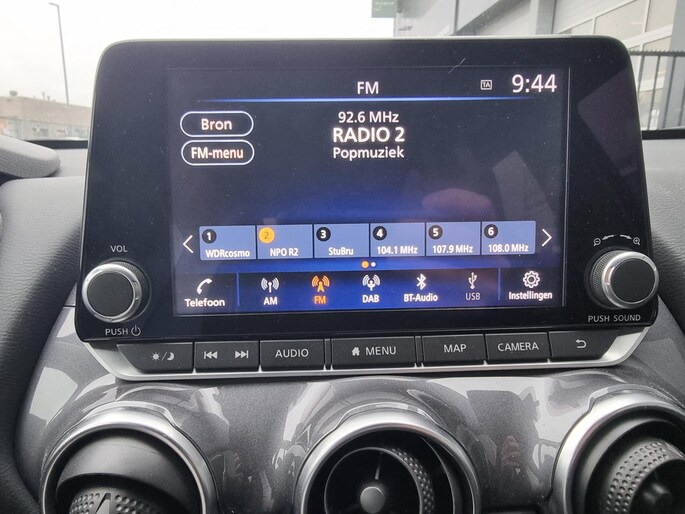 FM
TA
9:44
Bron
FM-menu
92.6 MHz
RADIO 2
Popmuziek
1 WDRcosmo
2 NPO R2
3 StuBru
4 104.1 MHz
5 107.9 MHz
6 108.0 MHz
Telefoon
AM
FM
DAB
BT-Audio
USB
Instellingen
VOL
PUSH
PUSH SOUND
AUDIO
MENU
MAP
CAMERA